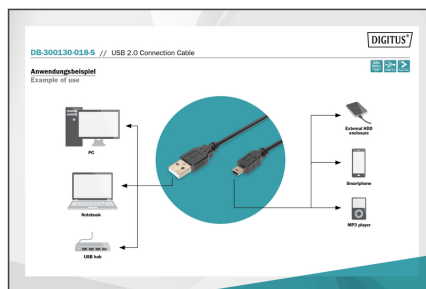 DIGITUS®
DB-300130-018-S // USB 2.0 Connection Cable
Anwendungsbeispiel
Example of use
PC
Notebook
USB hub
External HDD
enclosure
Smartphone
MP3 player